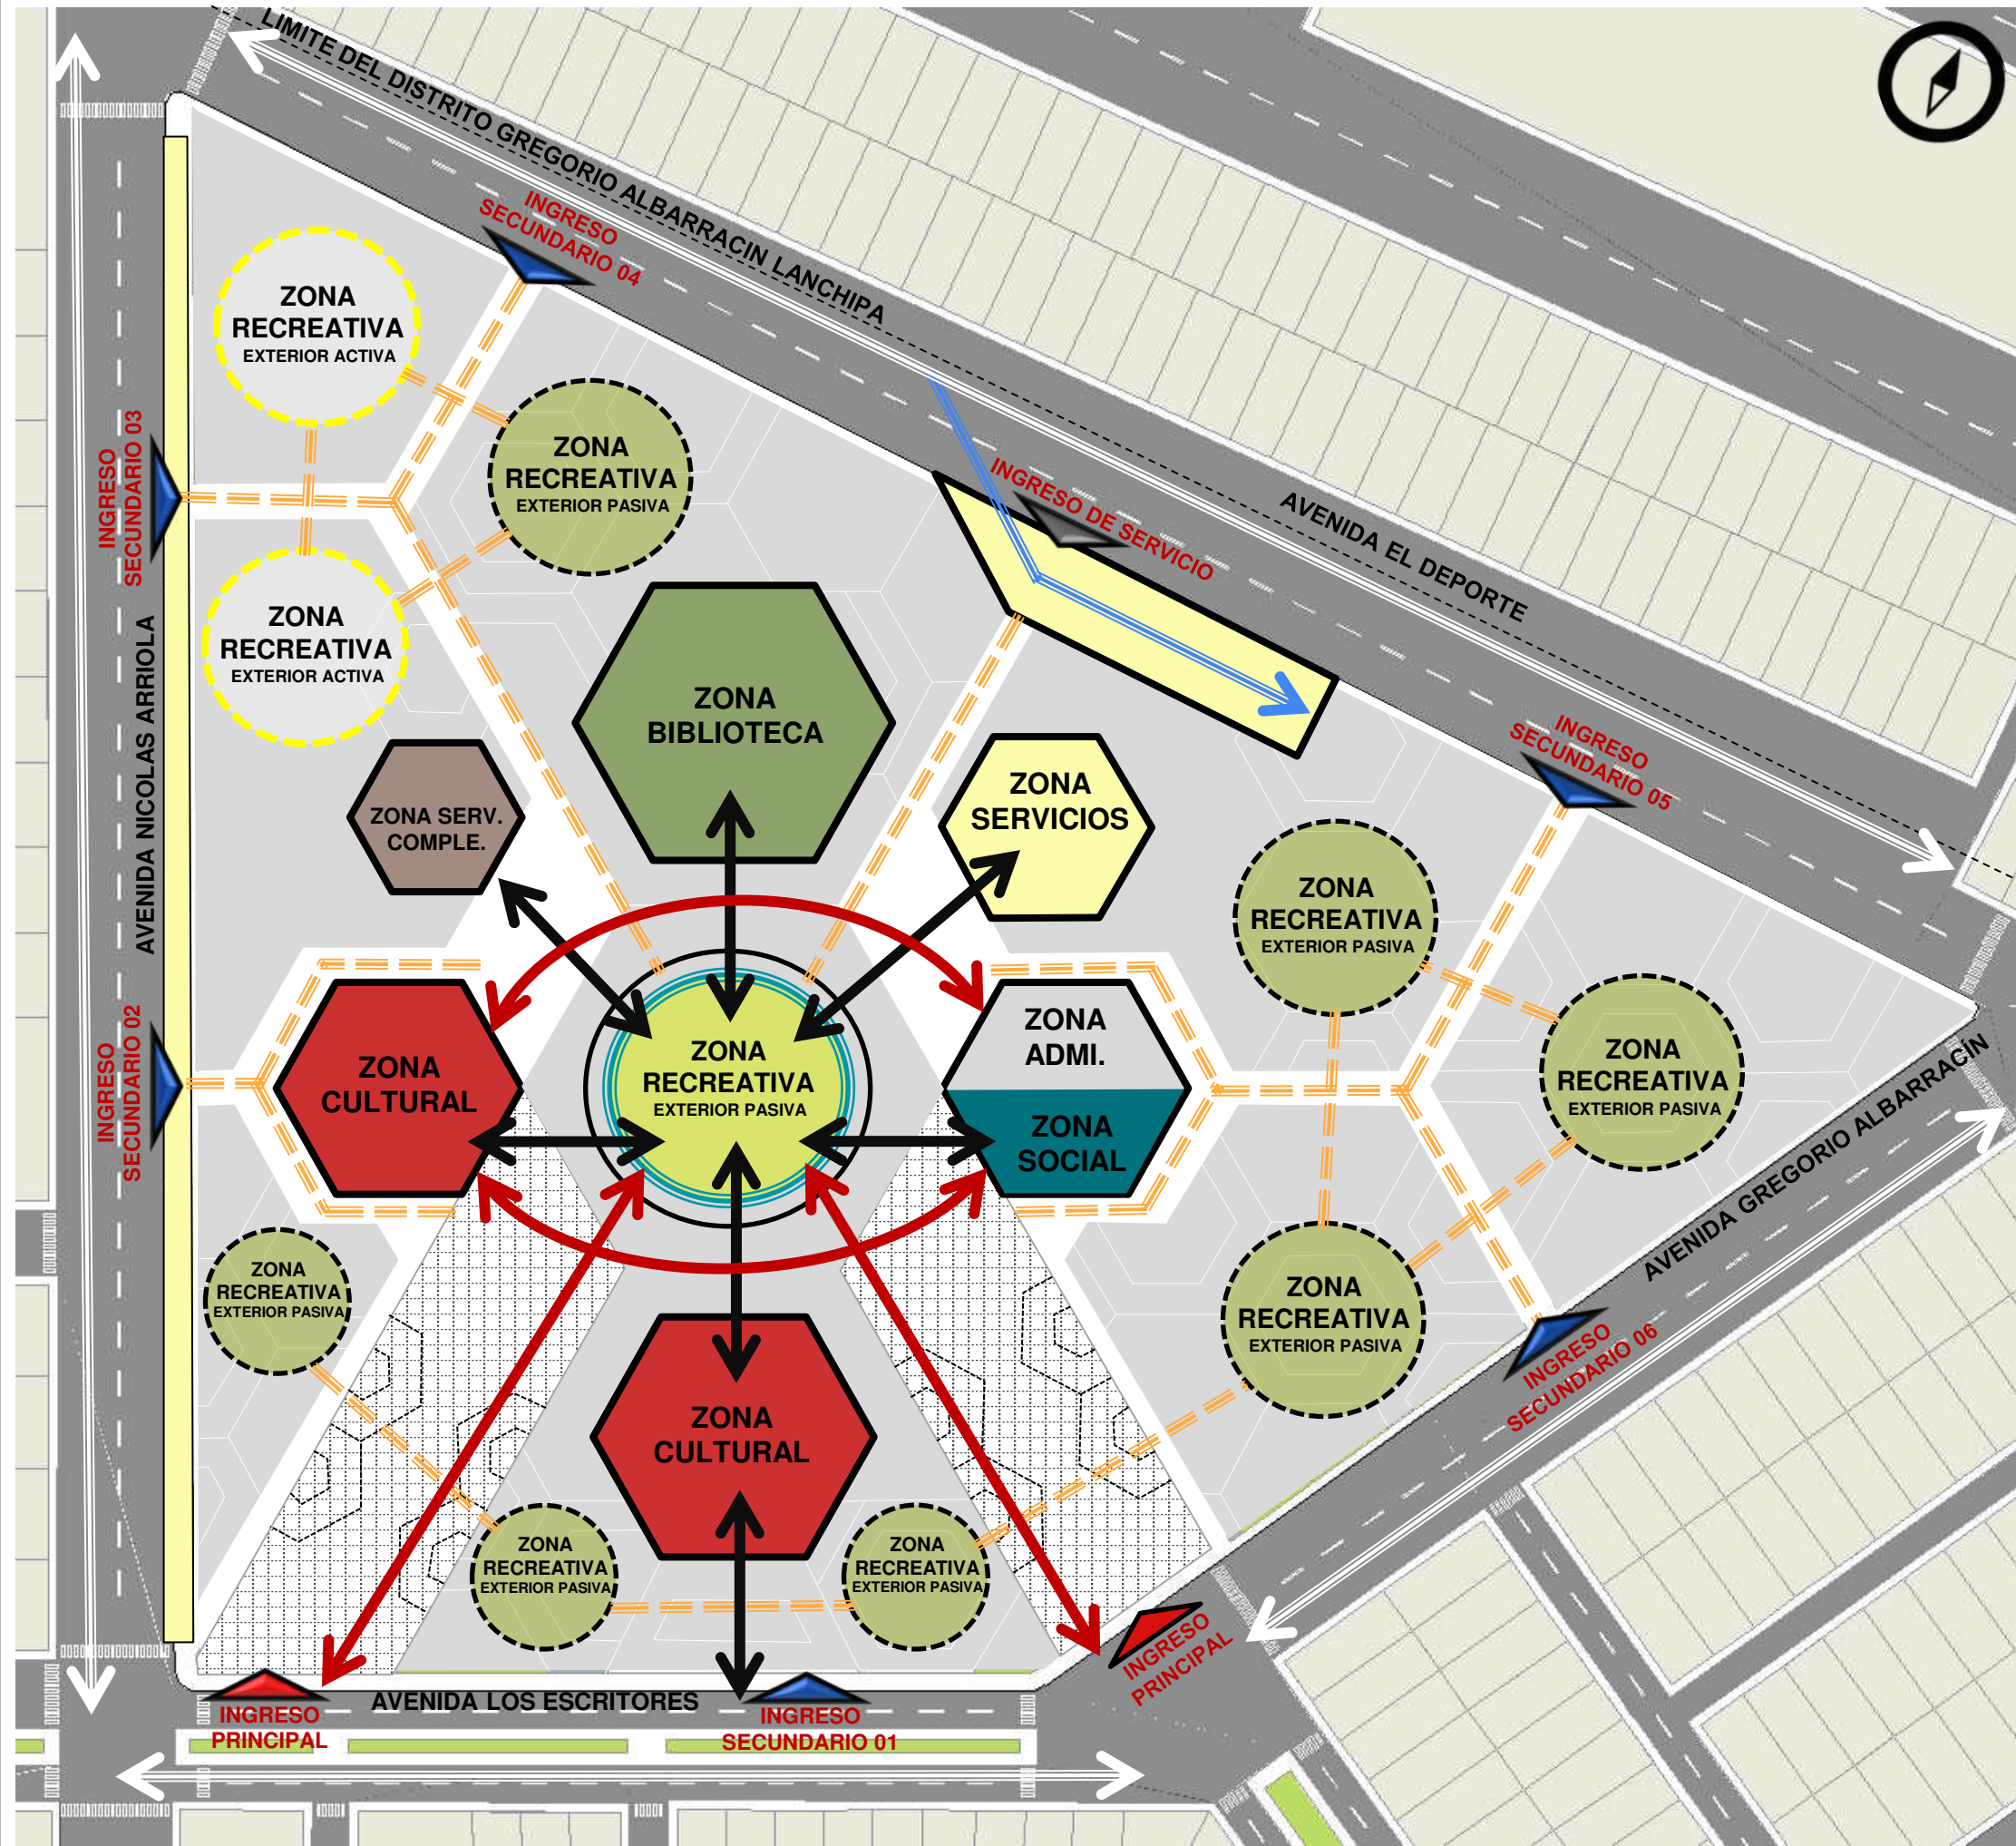 LIMITE DEL DISTRITO GREGORIO ALBARRACIN LANCHIPA
INGRESO
SECUNDARIO 04
ZONA
RECREATIVA
EXTERIOR ACTIVA
ZONA
RECREATIVA
EXTERIOR PASIVA
INGRESO
SECUNDARIO 03
INGRESO DE SERVICIO
AVENIDA EL DEPORTE
ZONA
RECREATIVA
EXTERIOR ACTIVA
AVENIDA NICOLAS ARRIOLA
ZONA
BIBLIOTECA
INGRESO
SECUNDARIO 05
ZONA SERV.
COMPLE.
ZONA
SERVICIOS
ZONA
RECREATIVA
EXTERIOR PASIVA
INGRESO
SECUNDARIO 02
ZONA
CULTURAL
ZONA
RECREATIVA
EXTERIOR PASIVA
ZONA
ADMI.
ZONA
SOCIAL
ZONA
RECREATIVA
EXTERIOR PASIVA
AVENIDA GREGORIO ALBARRACÍN
ZONA
RECREATIVA
EXTERIOR PASIVA
ZONA
RECREATIVA
EXTERIOR PASIVA
INGRESO
SECUNDARIO 06
ZONA
CULTURAL
ZONA
RECREATIVA
EXTERIOR PASIVA
ZONA
RECREATIVA
EXTERIOR PASIVA
INGRESO
PRINCIPAL
INGRESO
PRINCIPAL
AVENIDA LOS ESCRITORES
INGRESO
SECUNDARIO 01